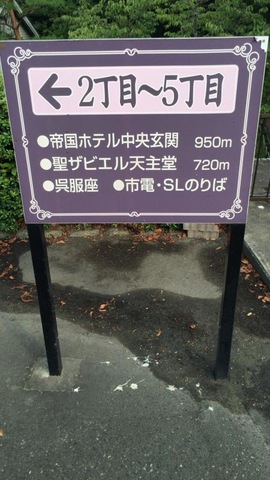 ← 2丁目～5丁目
●帝国ホテル中央玄関 950m
●聖ザビエル天主堂 720m
●呉服座 ●市電・SLのりば